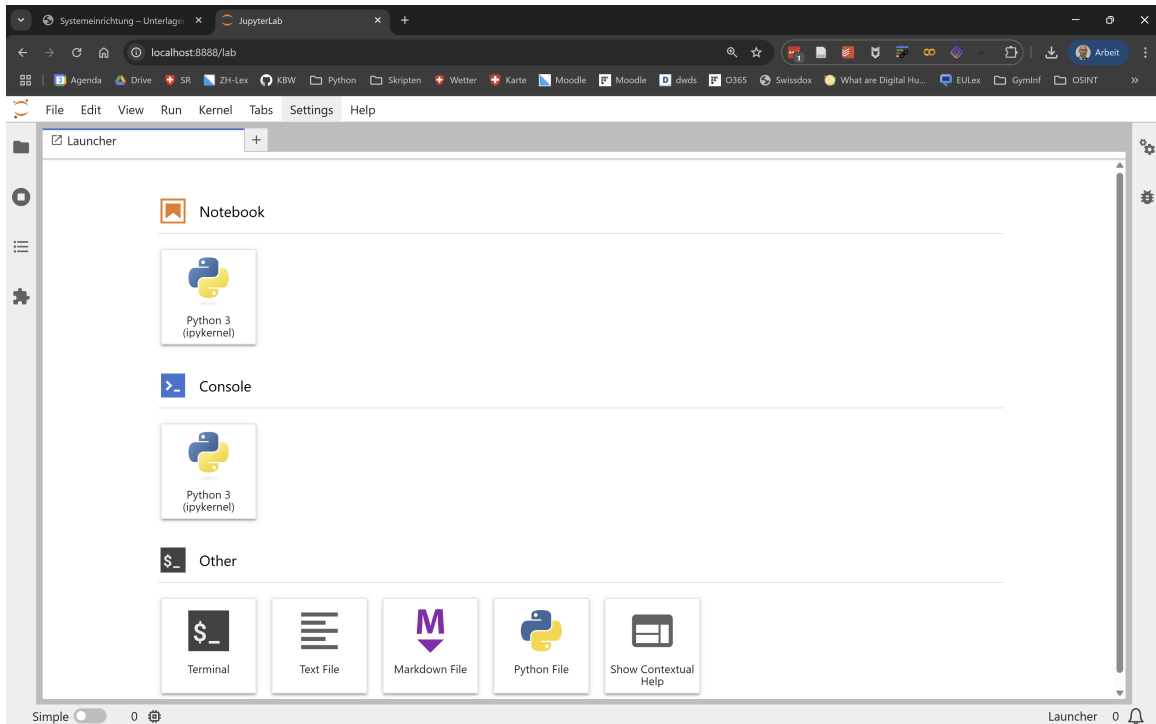 Systemeinrichtung – Unterlager
JupyterLab
localhost:8888/lab
1
Arbeit
31 Agenda Drive SR ZH-Lex KBW Python Skripten Wetter Karte Moodle Moodle D dwds O365 Swissdox What are Digital Hu... EULex GymInf OSINT
File Edit View Run Kernel Tabs Settings Help
Launcher
Notebook
Python 3
(ipykernel)
>_ Console
Python 3
(ipykernel)
$_ Other
$_
M
Terminal Text File Markdown File Python File Show Contextual
Help
Simple 0 Launcher 0